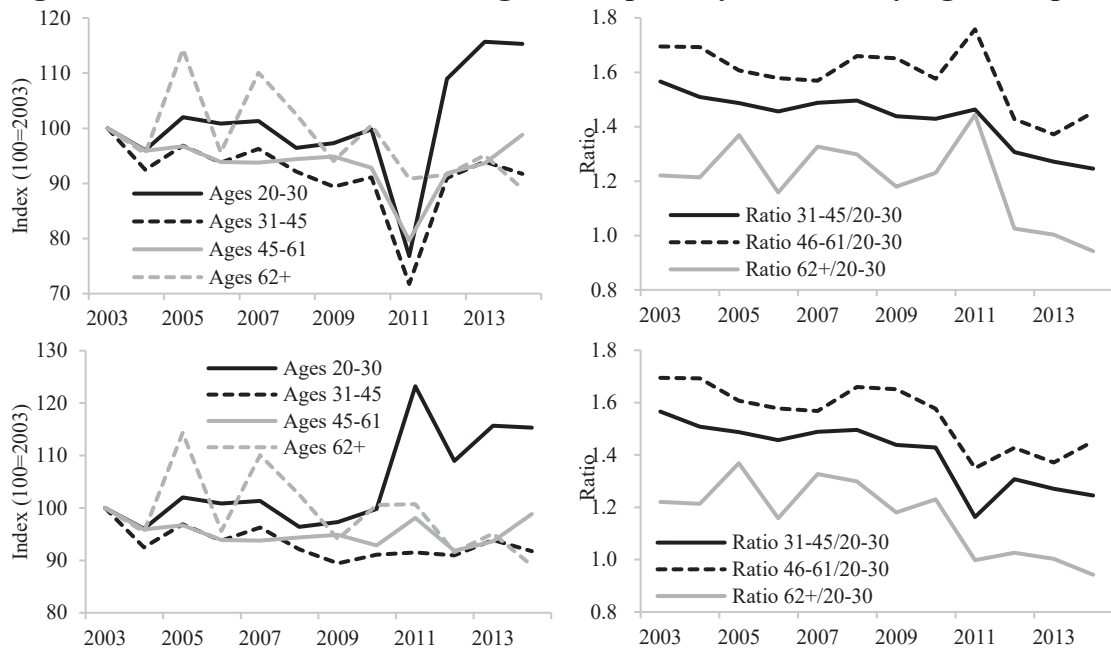 120
110
100
90
80
70
Index (100=2003)
Ages 20-30
Ages 31-45
Ages 45-61
Ages 62+
2003 2005 2007 2009 2011 2013
1.8
1.6
1.4
1.2
1.0
0.8
Ratio
Ratio 31-45/20-30
Ratio 46-61/20-30
Ratio 62+/20-30
2003 2005 2007 2009 2011 2013
130
120
110
100
90
80
Index (100=2003)
Ages 20-30
Ages 31-45
Ages 45-61
Ages 62+
2003 2005 2007 2009 2011 2013
1.8
1.6
1.4
1.2
1.0
0.8
Ratio
Ratio 31-45/20-30
Ratio 46-61/20-30
Ratio 62+/20-30
2003 2005 2007 2009 2011 2013